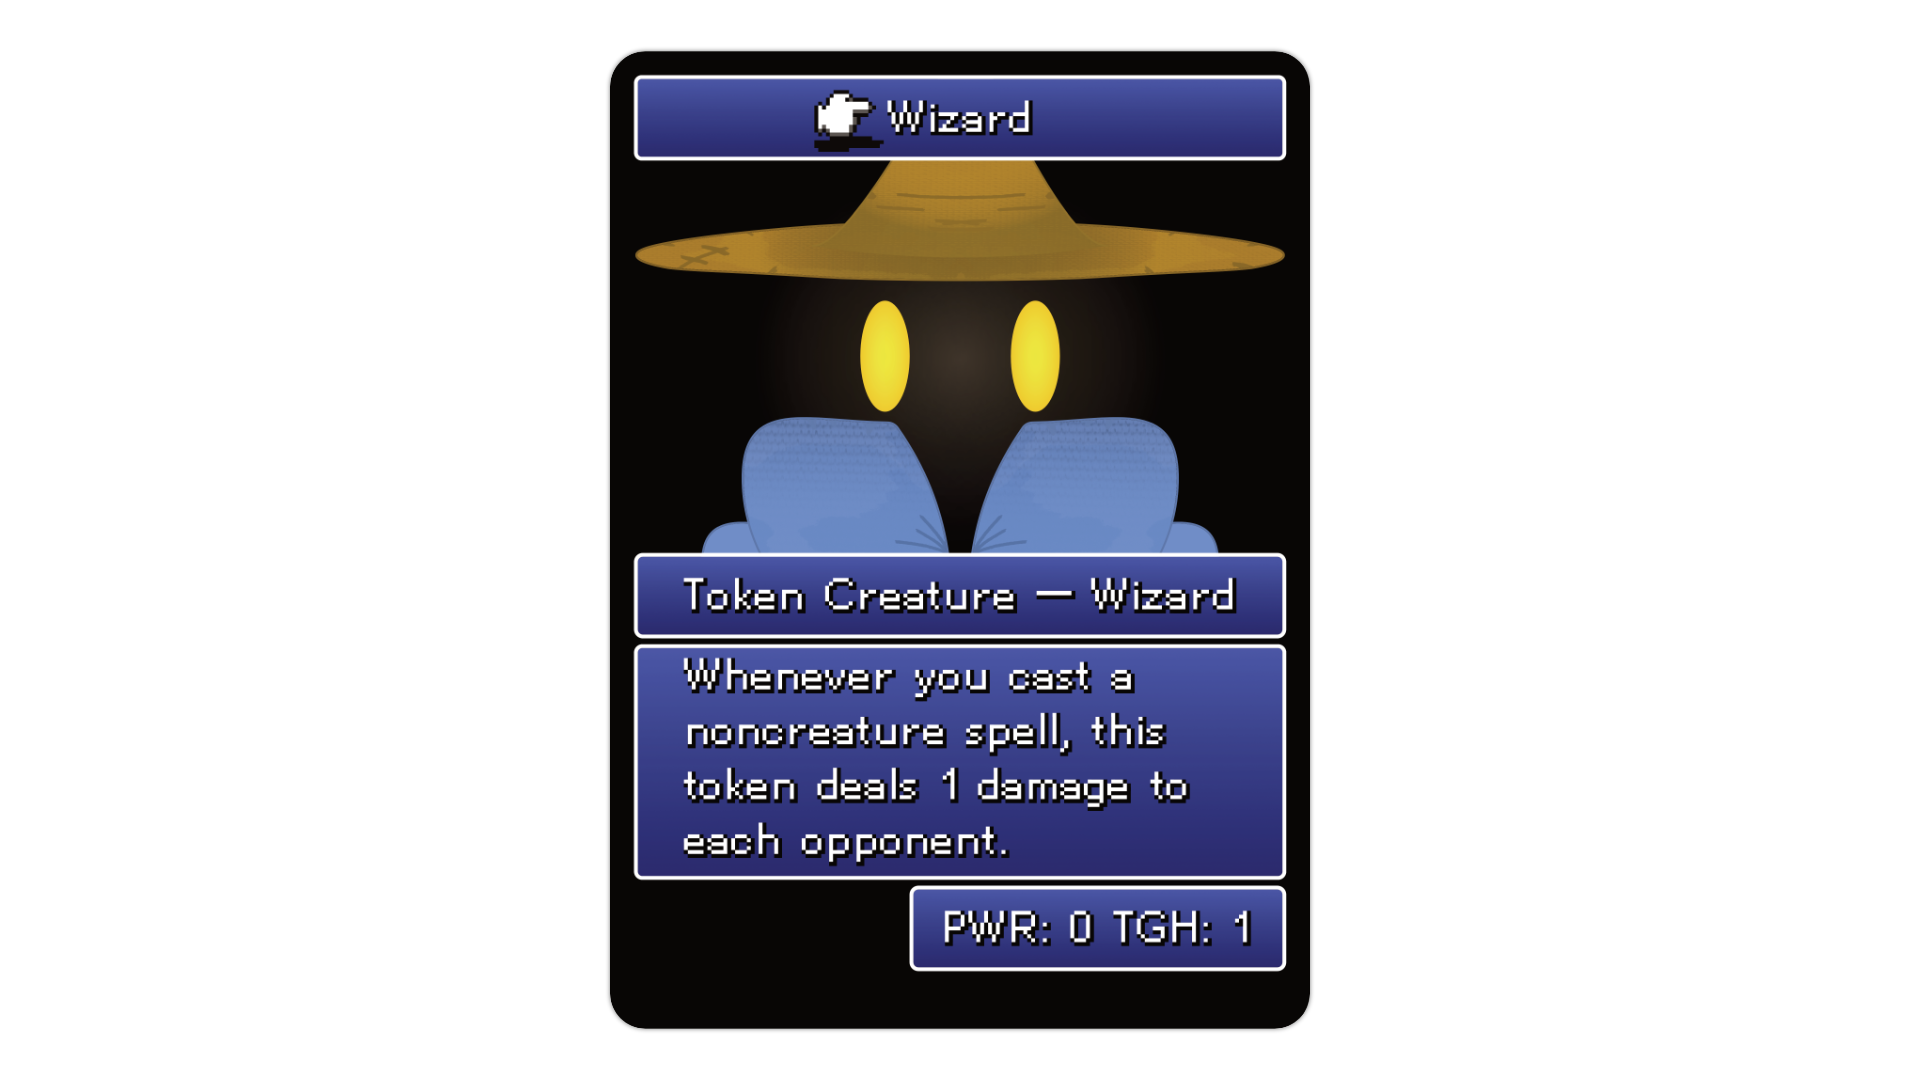 Wizard
Token Creature — Wizard
Whenever you cast a
noncreature spell, this
token deals 1 damage to
each opponent.
PWR: 0 TGH: 1